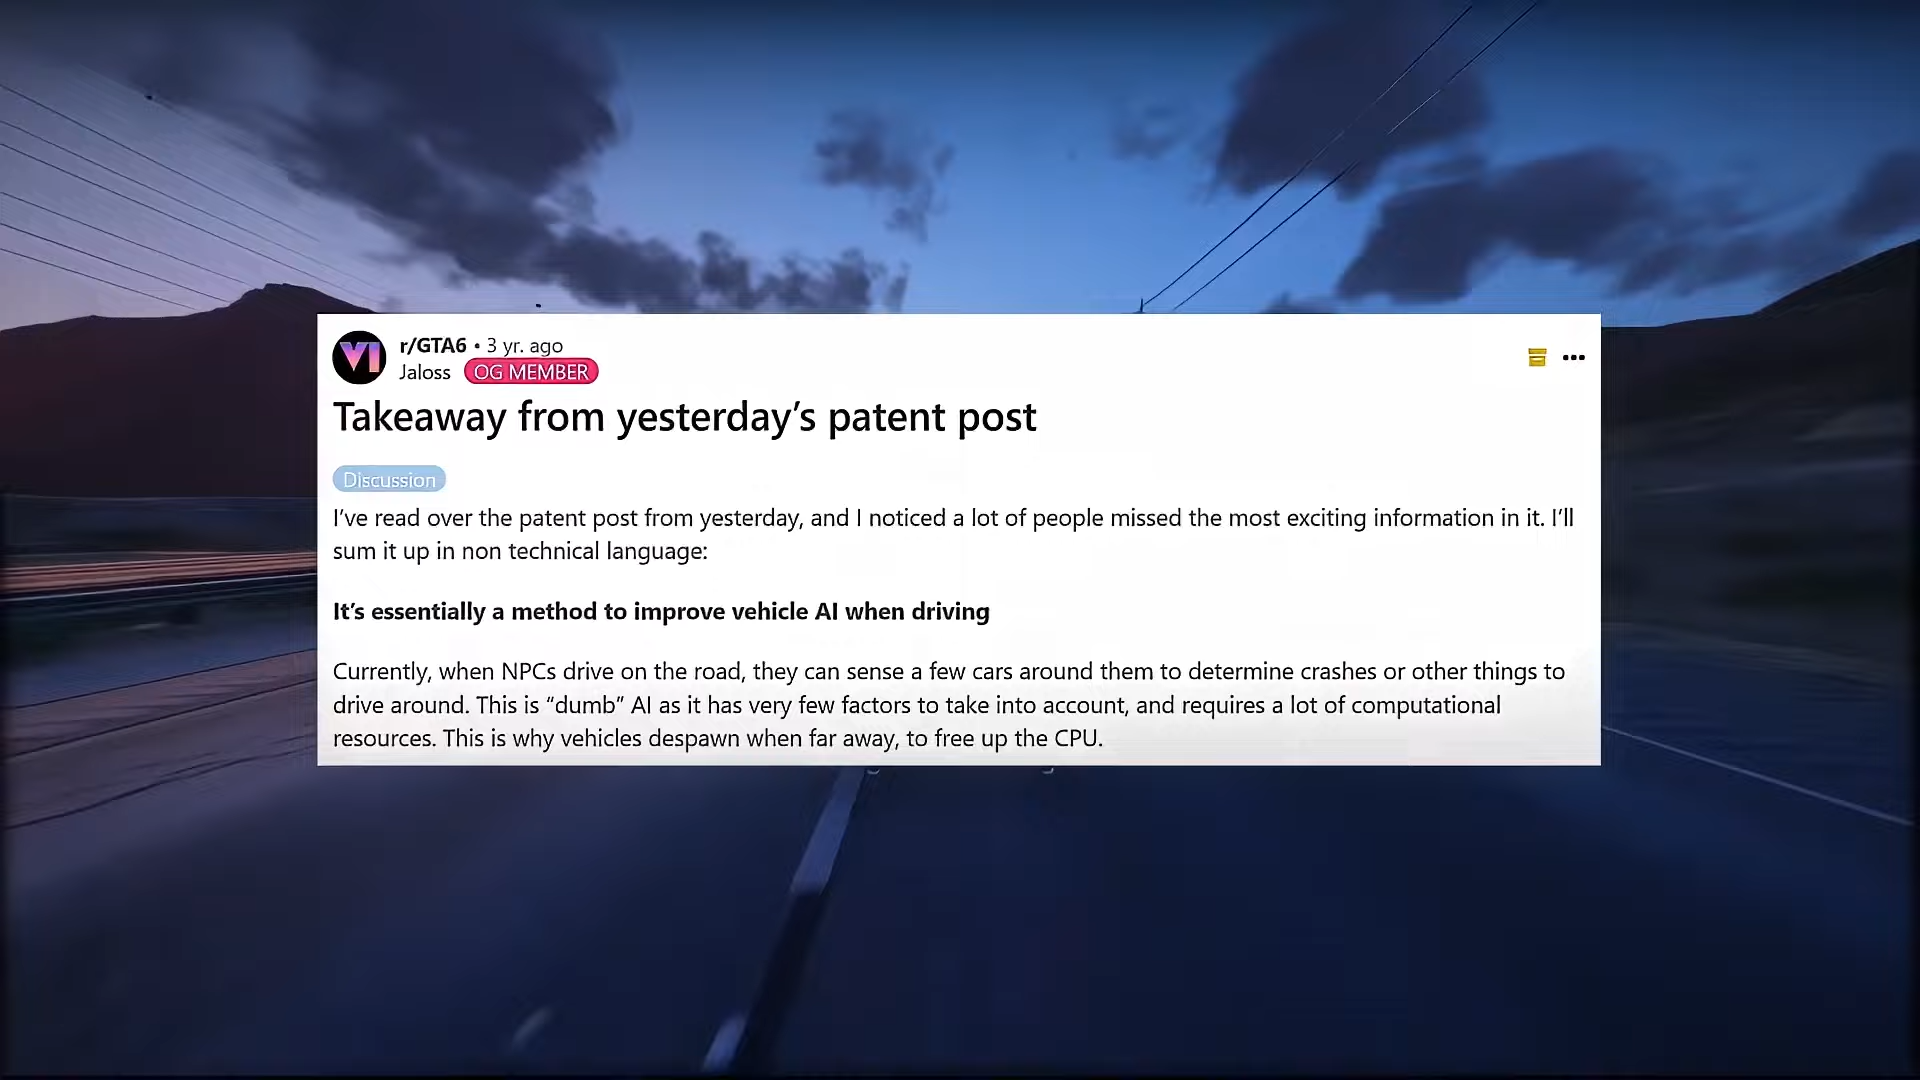 VI
r/GTA6 • 3 yr. ago
Jaloss OG MEMBER
Takeaway from yesterday’s patent post
Discussion
I’ve read over the patent post from yesterday, and I noticed a lot of people missed the most exciting information in it. I’ll
sum it up in non technical language:
It’s essentially a method to improve vehicle AI when driving
Currently, when NPCs drive on the road, they can sense a few cars around them to determine crashes or other things to
drive around. This is “dumb” AI as it has very few factors to take into account, and requires a lot of computational
resources. This is why vehicles despawn when far away, to free up the CPU.